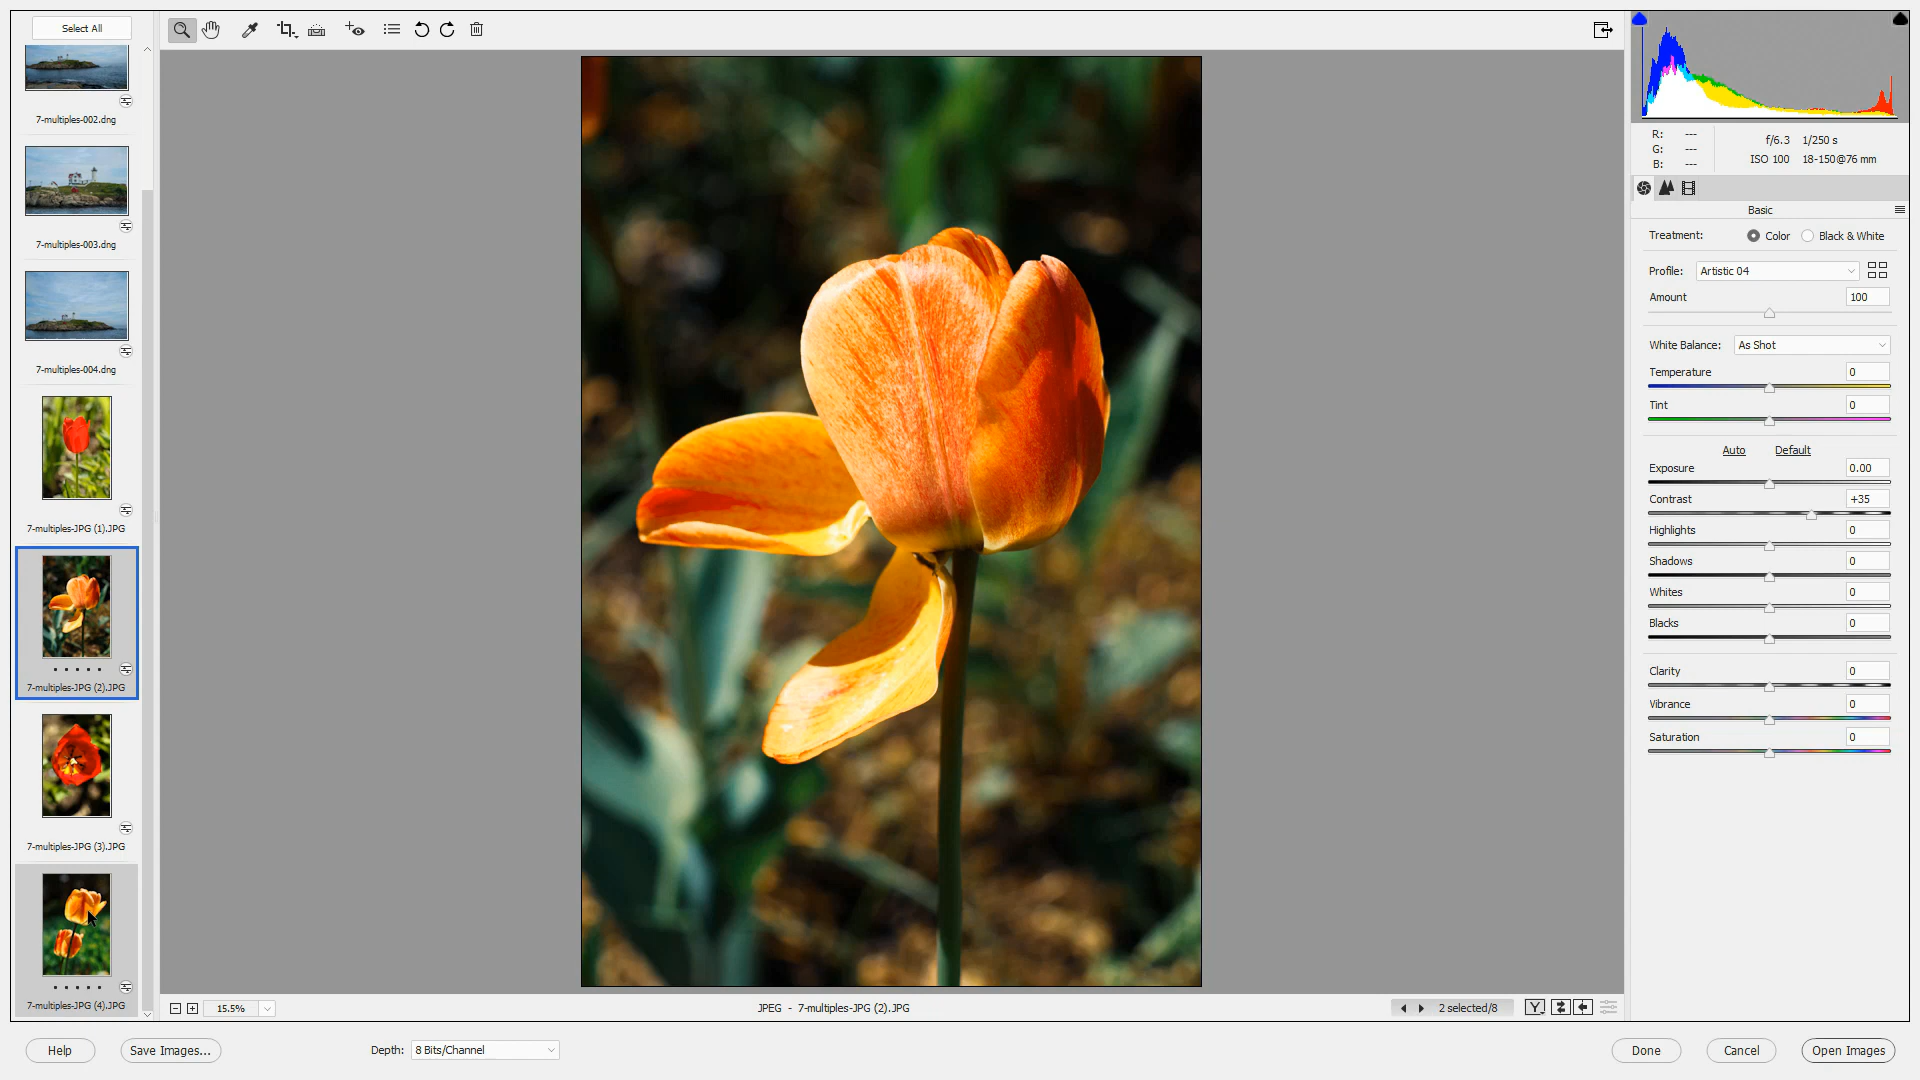 Select All
7-multiples-002.dng
7-multiples-003.dng
7-multiples-004.dng
7-multiples-JPG (1).JPG
7-multiples-JPG (2).JPG
7-multiples-JPG (3).JPG
7-multiples-JPG (4).JPG
15.5%
JPEG - 7-multiples-JPG (2).JPG
2 selected/8
Y
R: ---
G: ---
B: ---
f/6.3 1/250 s
ISO 100 18-150@76 mm
Basic
Treatment: Color Black & White
Profile: Artistic 04
Amount 100
White Balance: As Shot
Temperature 0
Tint 0
Auto Default
Exposure 0.00
Contrast +35
Highlights 0
Shadows 0
Whites 0
Blacks 0
Clarity 0
Vibrance 0
Saturation 0
Help Save Images... Depth: 8 Bits/Channel Done Cancel Open Images